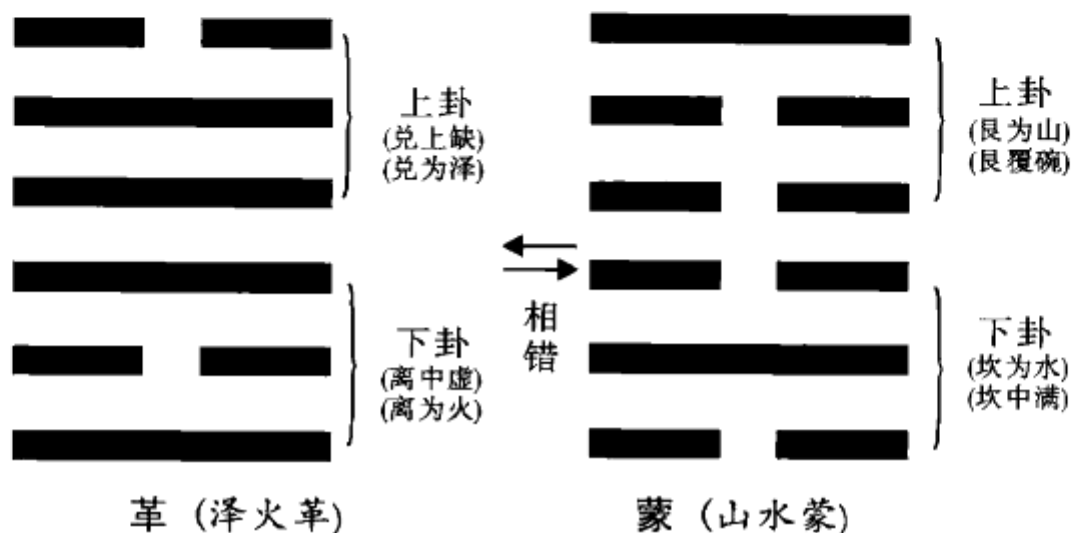 上卦
(兑上缺)
(兑为泽)
下卦
(离中虚)
(离为火)
革 (泽火革)
相
错
上卦
(艮为山)
(艮覆碗)
下卦
(坎为水)
(坎中满)
蒙 (山水蒙)